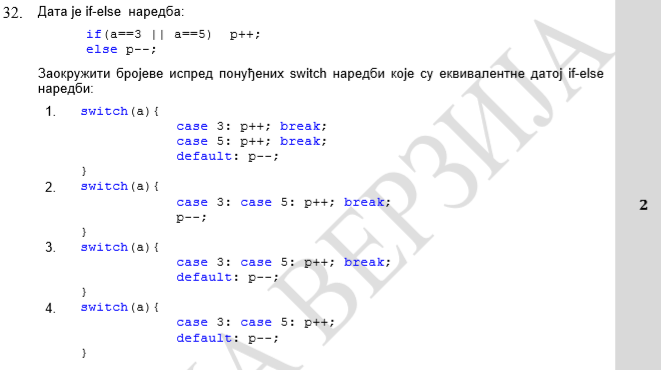 32. Дата је if-else наредба:
if(a==3 || a==5) p++;
else p--;
Заокружити бројеве испред понуђених switch наредби које су еквивалентне датој if-else
наредби:
1. switch(a){
case 3: p++; break;
case 5: p++; break;
default: p--;
}
2. switch(a){
case 3: case 5: p++; break;
p--;
}
2
3. switch(a){
case 3: case 5: p++; break;
default: p--;
}
4. switch(a){
case 3: case 5: p++;
default: p--;
}
НА ВЕРЗИЈА